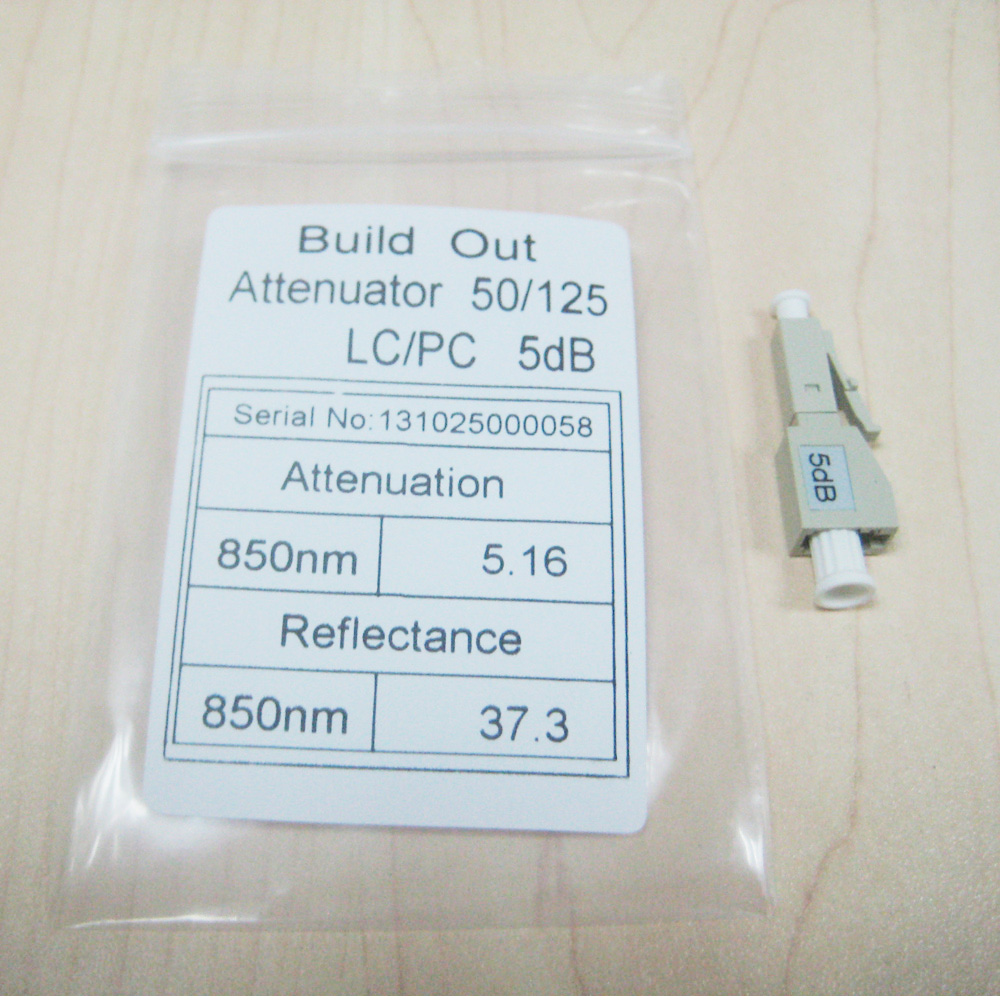 Build Out
Attenuator 50/125
LC/PC 5dB
Serial No:131025000058
Attenuation
850nm 5.16
Reflectance
850nm 37.3
5dB